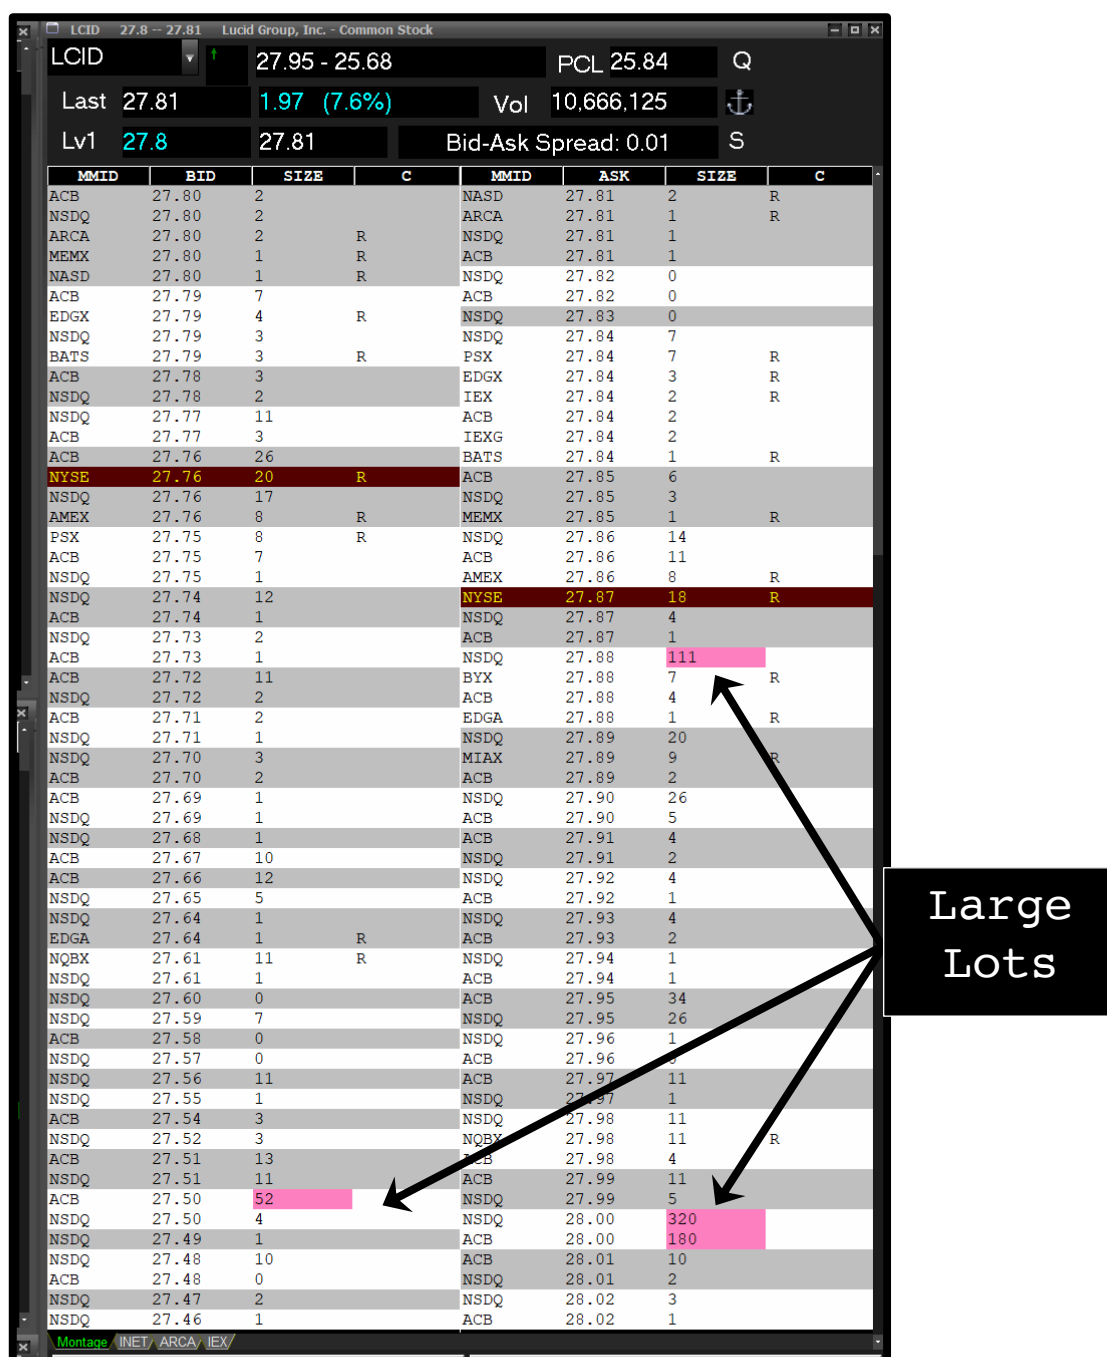 LCID 27.8 -- 27.81 Lucid Group, Inc. - Common Stock
LCID 27.95 - 25.68 PCL 25.84 Q
Last 27.81 1.97 (7.6%) Vol 10,666,125
Lv1 27.8 27.81 Bid-Ask Spread: 0.01 S
MMID BID SIZE C MMID ASK SIZE C
ACB 27.80 2 NASD 27.81 2 R
NSDQ 27.80 2 ARCA 27.81 1 R
ARCA 27.80 2 R NSDQ 27.81 1
MEMX 27.80 1 R ACB 27.81 1
NASD 27.80 1 R NSDQ 27.82 0
ACB 27.79 7 ACB 27.82 0
EDGX 27.79 4 R NSDQ 27.83 0
NSDQ 27.79 3 NSDQ 27.84 7
BATS 27.79 3 R PSX 27.84 7 R
ACB 27.78 3 EDGX 27.84 3 R
NSDQ 27.78 2 IEX 27.84 2 R
NSDQ 27.77 11 ACB 27.84 2
ACB 27.77 3 IEXG 27.84 2
ACB 27.76 26 BATS 27.84 1 R
NYSE 27.76 20 R ACB 27.85 6
NSDQ 27.76 17 NSDQ 27.85 3
AMEX 27.76 8 R MEMX 27.85 1 R
PSX 27.75 8 R NSDQ 27.86 14
ACB 27.75 7 ACB 27.86 11
NSDQ 27.75 1 AMEX 27.86 8 R
NSDQ 27.74 12 NYSE 27.87 18 R
ACB 27.74 1 NSDQ 27.87 4
NSDQ 27.73 2 ACB 27.87 1
ACB 27.73 1 NSDQ 27.88 111
ACB 27.72 11 BYX 27.88 7 R
NSDQ 27.72 2 ACB 27.88 4
ACB 27.71 2 EDGA 27.88 1 R
NSDQ 27.71 1 NSDQ 27.89 20
NSDQ 27.70 3 MIAX 27.89 9 R
ACB 27.70 2 ACB 27.89 2
ACB 27.69 1 NSDQ 27.90 26
NSDQ 27.69 1 ACB 27.90 5
NSDQ 27.68 1 ACB 27.91 4
ACB 27.67 10 NSDQ 27.91 2
ACB 27.66 12 NSDQ 27.92 4
NSDQ 27.65 5 ACB 27.92 1
NSDQ 27.64 1 NSDQ 27.93 4
EDGA 27.64 1 R ACB 27.93 2
NQBX 27.61 11 R NSDQ 27.94 1
NSDQ 27.61 1 ACB 27.94 1
NSDQ 27.60 0 ACB 27.95 34
NSDQ 27.59 7 NSDQ 27.95 26
ACB 27.58 0 NSDQ 27.96 1
NSDQ 27.57 0 ACB 27.96
NSDQ 27.56 11 ACB 27.97 11
NSDQ 27.55 1 NSDQ 27.97 1
ACB 27.54 3 NSDQ 27.98 11
NSDQ 27.52 3 NQBX 27.98 11 R
ACB 27.51 13 ACB 27.98 4
NSDQ 27.51 11 ACB 27.99 11
ACB 27.50 52 NSDQ 27.99 5
NSDQ 27.50 4 NSDQ 28.00 320
NSDQ 27.49 1 ACB 28.00 180
NSDQ 27.48 10 ACB 28.01 10
ACB 27.48 0 NSDQ 28.01 2
NSDQ 27.47 2 NSDQ 28.02 3
NSDQ 27.46 1 ACB 28.02 1
Montage INET ARCA IEX
Large
Lots